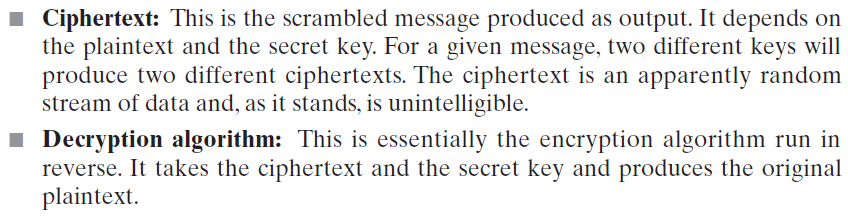 ■ Ciphertext: This is the scrambled message produced as output. It depends on
the plaintext and the secret key. For a given message, two different keys will
produce two different ciphertexts. The ciphertext is an apparently random
stream of data and, as it stands, is unintelligible.
■ Decryption algorithm: This is essentially the encryption algorithm run in
reverse. It takes the ciphertext and the secret key and produces the original
plaintext.